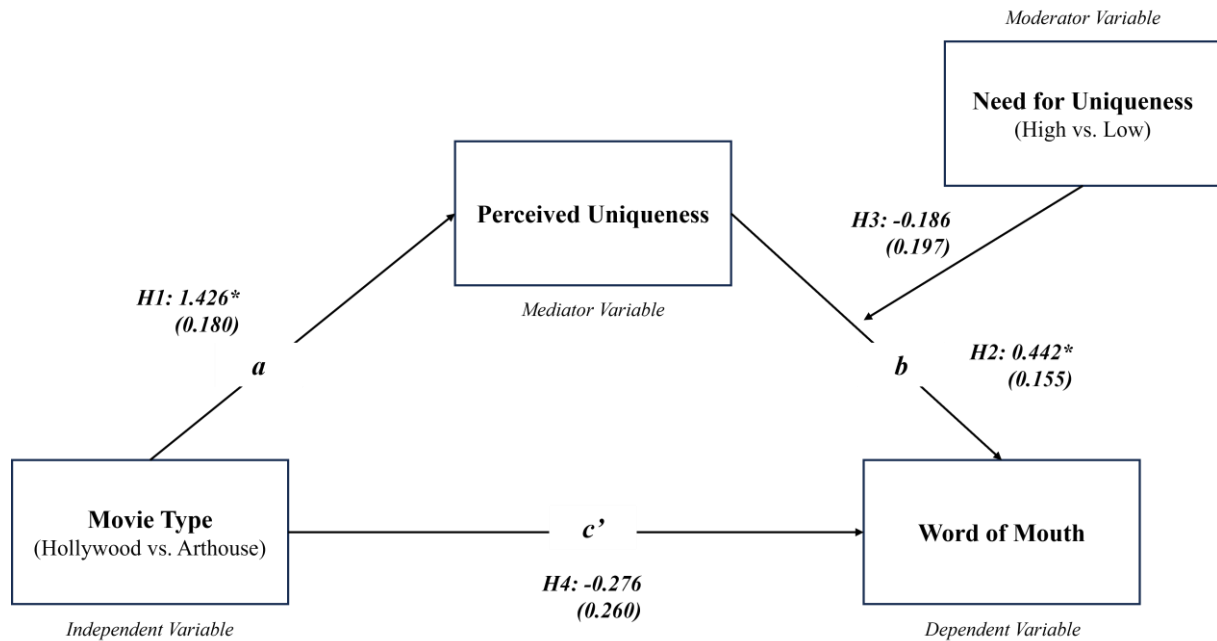 Moderator Variable
Need for Uniqueness
(High vs. Low)
Perceived Uniqueness
Mediator Variable
H3: -0.186
(0.197)
H1: 1.426*
(0.180)
a
b
H2: 0.442*
(0.155)
Movie Type
(Hollywood vs. Arthouse)
Independent Variable
c’
H4: -0.276
(0.260)
Word of Mouth
Dependent Variable